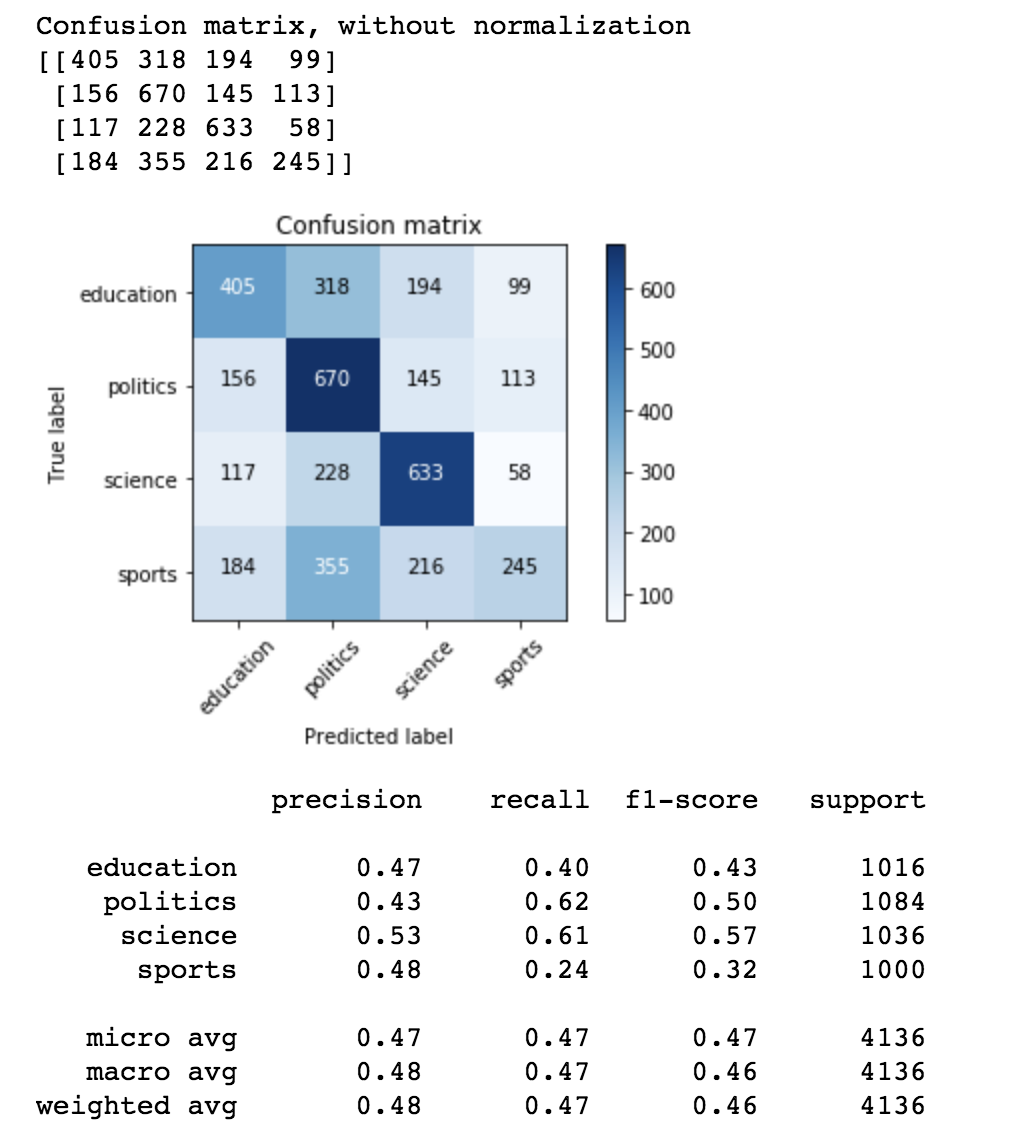 Confusion matrix, without normalization
[[405 318 194  99]
 [156 670 145 113]
 [117 228 633  58]
 [184 355 216 245]]
Confusion matrix
education 405 318 194 99 600
500
politics 156 670 145 113 400
300
science 117 228 633 58 200
sports 184 355 216 245 100
True label
education politics science sports
Predicted label
precision recall f1-score support
education 0.47 0.40 0.43 1016
politics 0.43 0.62 0.50 1084
science 0.53 0.61 0.57 1036
sports 0.48 0.24 0.32 1000
micro avg 0.47 0.47 0.47 4136
macro avg 0.48 0.47 0.46 4136
weighted avg 0.48 0.47 0.46 4136